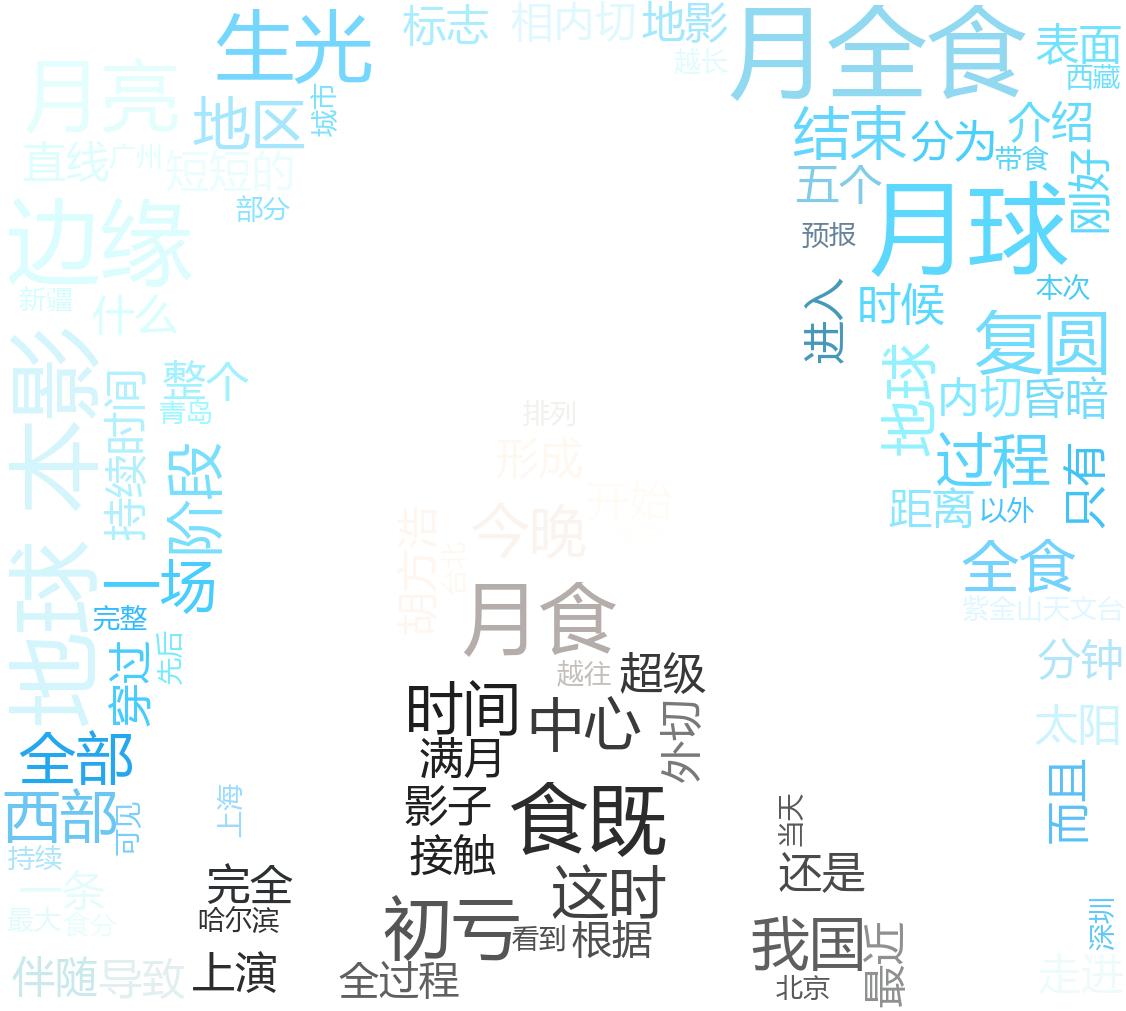 生光
标志
相内切
地影
越长
月全食
表面
西藏
月亮
地区
城市
结束
分为
介绍
带食
直线
广州
短短的
五个
刚好
部分
边缘
预报
月球
新疆
什么
进入
时候
本次
本影
复圆
持续时间
整个
青岛
地球
内切
昏暗
排列
形成
阶段
过程
只有
开始
今晚
胡方浩
台北
距离
以外
地球
一场
全食
月食
紫金山天文台
完整
穿过
先后
越往
超级
分钟
时间
中心
外切
满月
太阳
全部
西部
可见
上海
影子
食既
而且
当天
接触
持续
一条
完全
这时
还是
最大
食分
哈尔滨
初亏
看到
根据
我国
最近
深圳
伴随
导致
上演
全过程
北京
走进